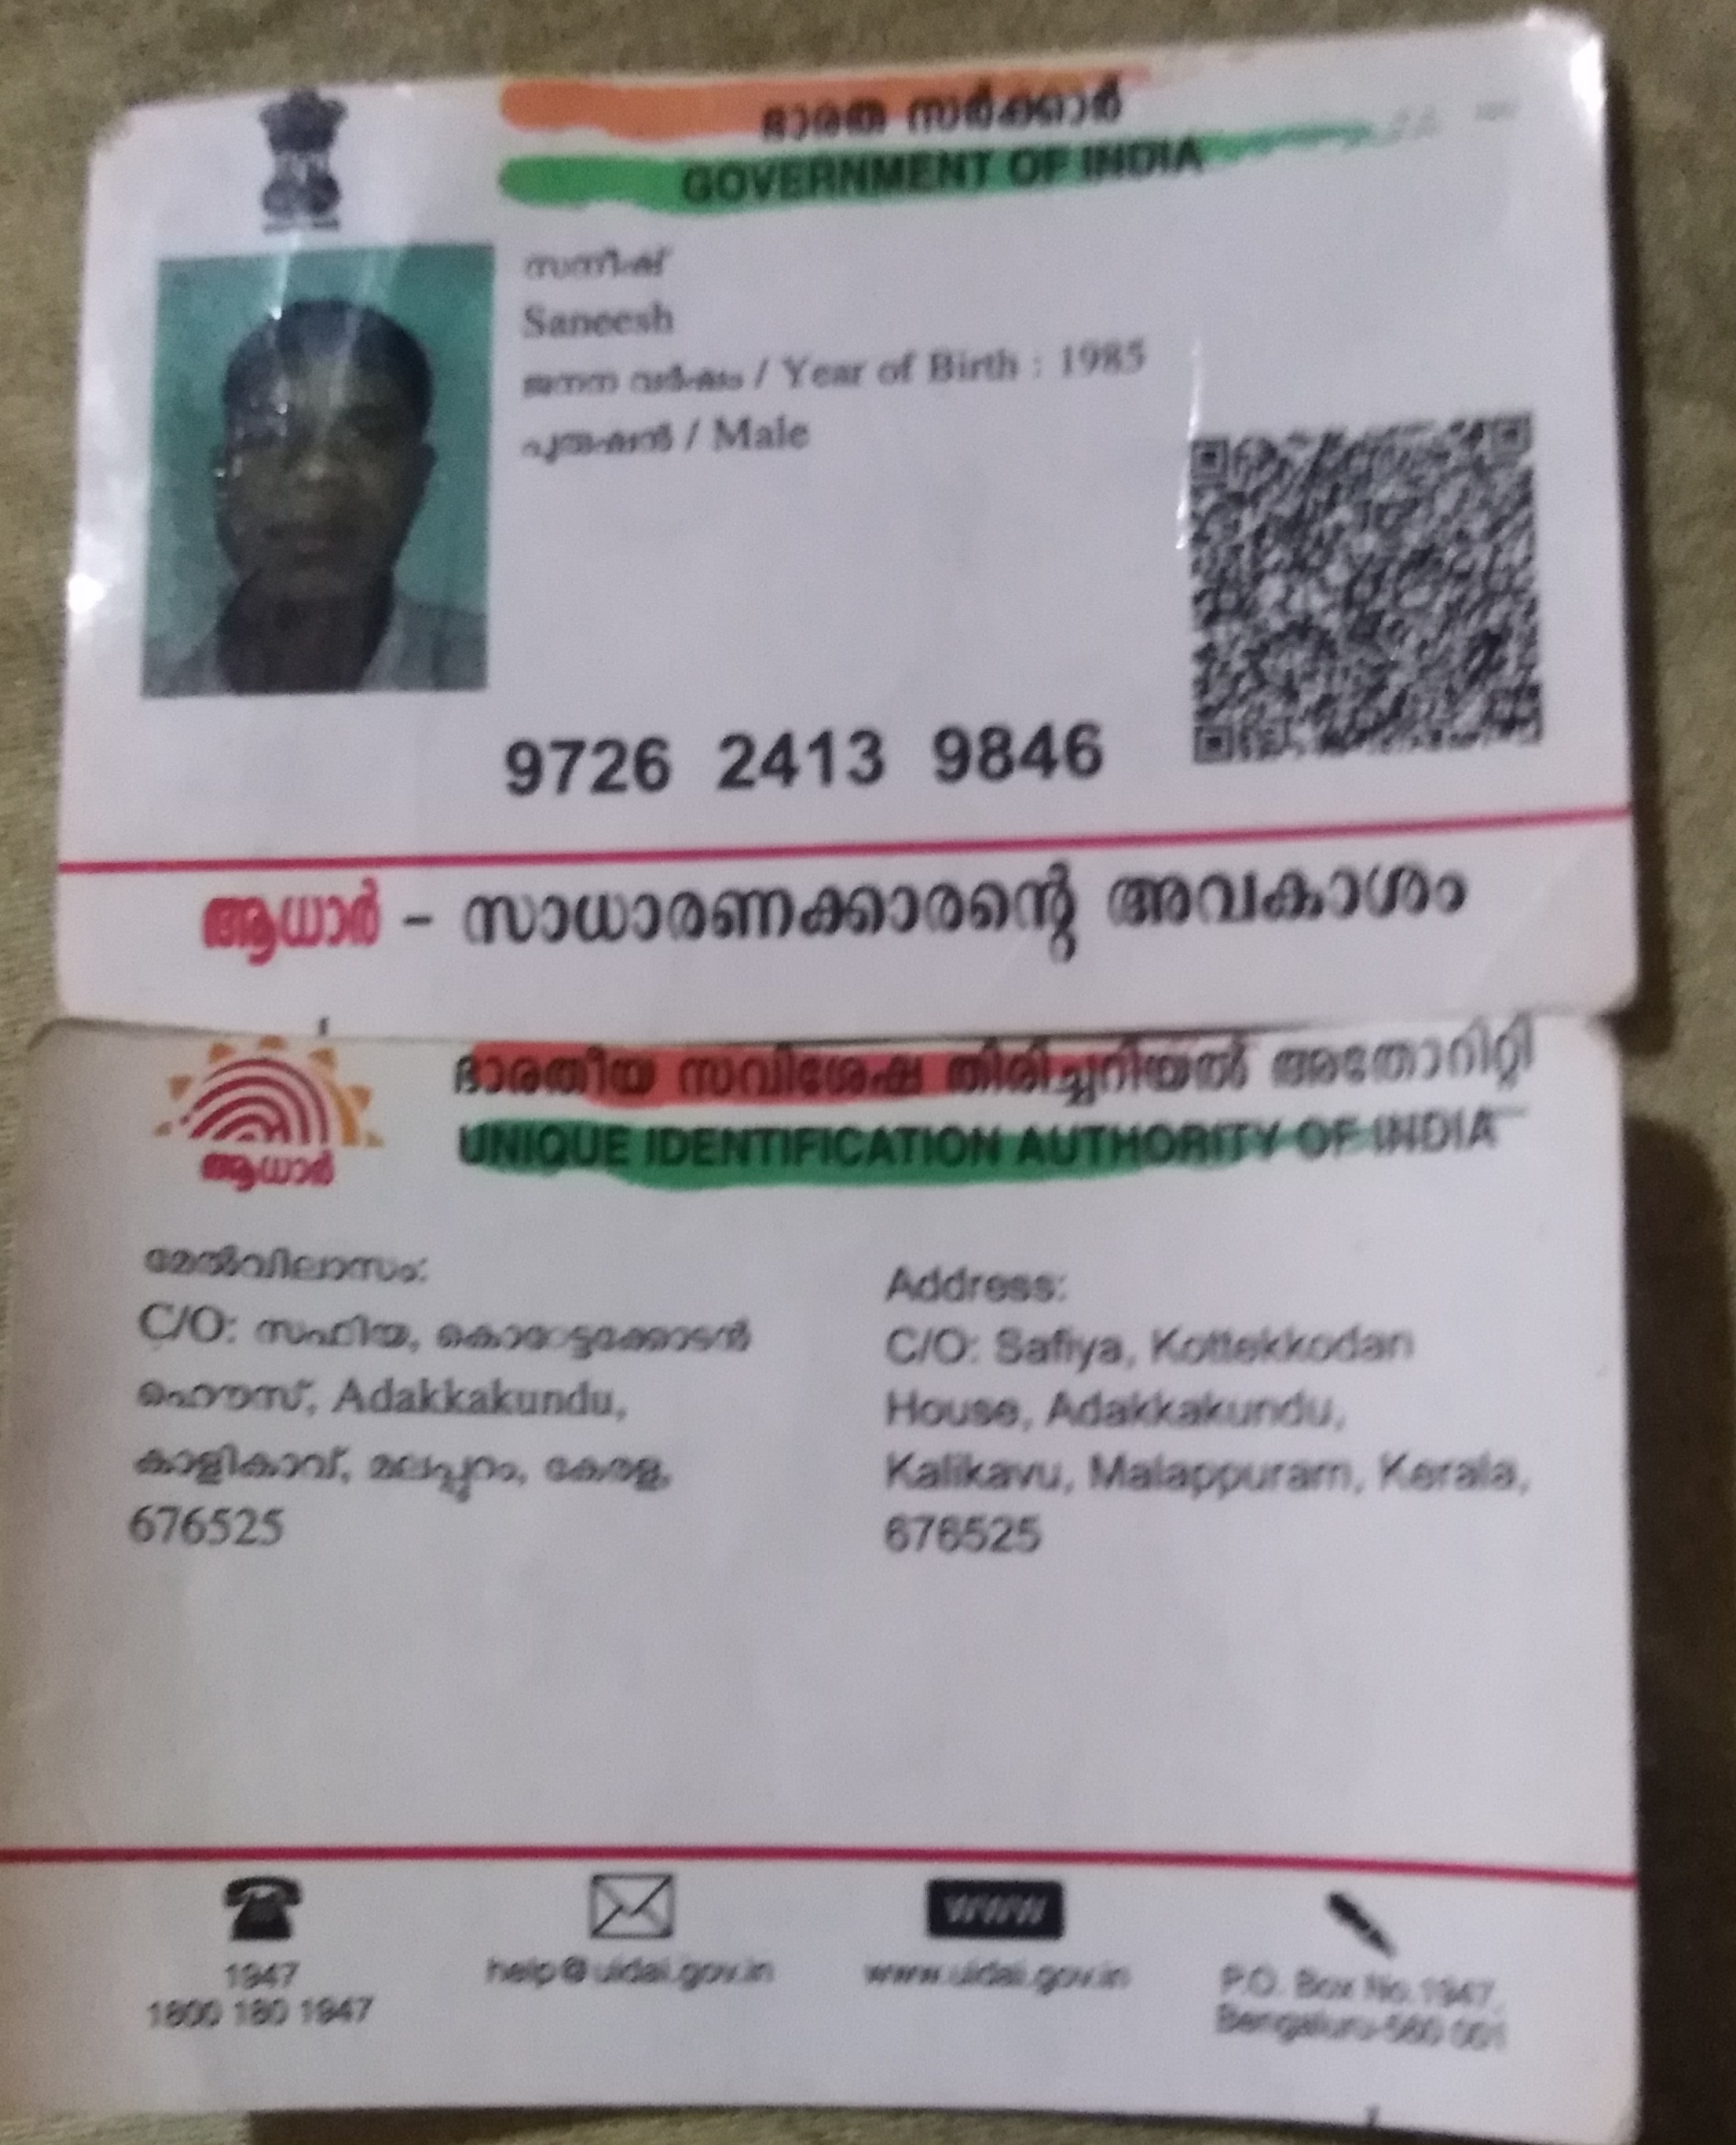 ഭാരത സർക്കാർ
GOVERNMENT OF INDIA
സനീഷ്
Saneesh
ജനന വർഷം / Year of Birth : 1985
പുരുഷൻ / Male
9726 2413 9846
ആധാർ – സാധാരണക്കാരന്റെ അവകാശം
ഭാരതീയ സവിശേഷ തിരിച്ചറിയൽ അതോറിറ്റി
UNIQUE IDENTIFICATION AUTHORITY OF INDIA
ആധാർ
മേൽവിലാസം:
C/O: സഫിയ, കൊട്ടേക്കോടൻ
ഹൌസ്, Adakkakundu,
കാളികാവ്, മലപ്പുറം, കേരള,
676525
Address:
C/O: Safiya, Kottekkodan
House, Adakkakundu,
Kalikavu, Malappuram, Kerala,
676525
1947
1800 180 1947
help@uidai.gov.in
www
www.uidai.gov.in
P.O. Box No.1947,
Bengaluru-560 001